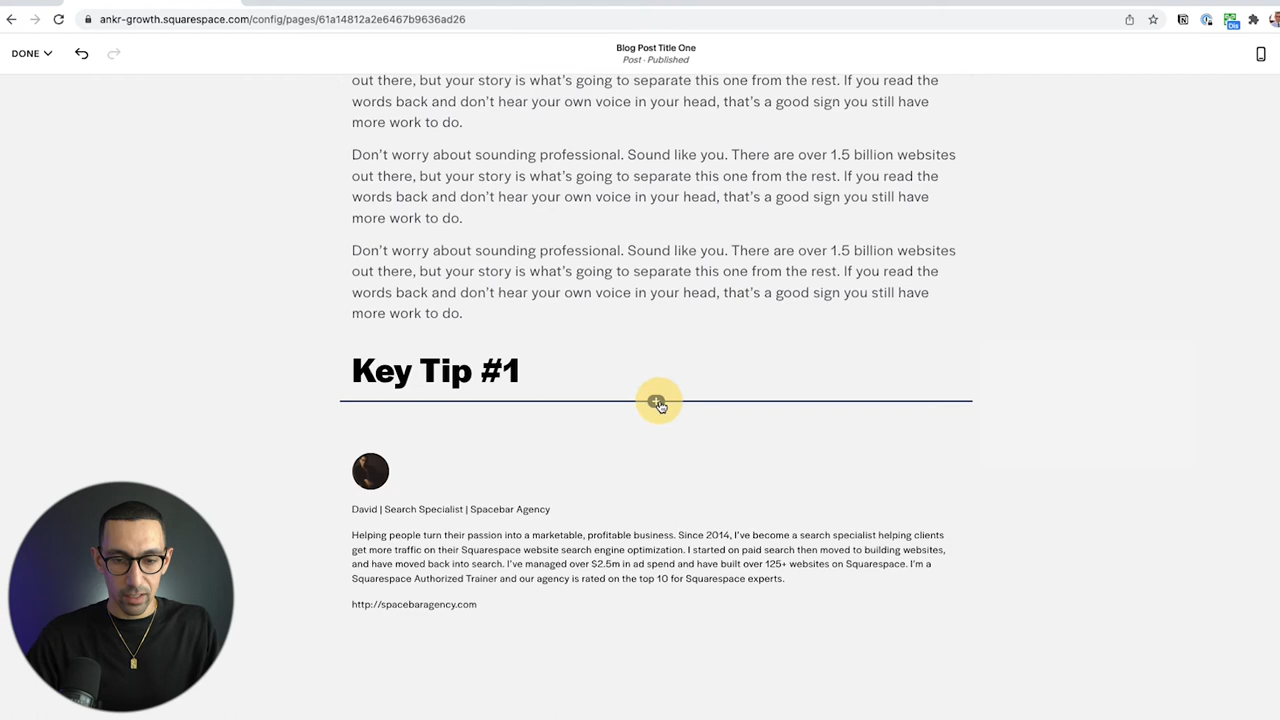 ankr-growth.squarespace.com/config/pages/61a14812a2e6467b9636ad26
DONE
Blog Post Title One
Post · Published
out there, but your story is what's going to separate this one from the rest. If you read the
words back and don't hear your own voice in your head, that's a good sign you still have
more work to do.
Don't worry about sounding professional. Sound like you. There are over 1.5 billion websites
out there, but your story is what's going to separate this one from the rest. If you read the
words back and don't hear your own voice in your head, that's a good sign you still have
more work to do.
Don't worry about sounding professional. Sound like you. There are over 1.5 billion websites
out there, but your story is what's going to separate this one from the rest. If you read the
words back and don't hear your own voice in your head, that's a good sign you still have
more work to do.
Key Tip #1
David | Search Specialist | Spacebar Agency
Helping people turn their passion into a marketable, profitable business. Since 2014, I've become a search specialist helping clients
get more traffic on their Squarespace website search engine optimization. I started on paid search then moved to building websites,
and have moved back into search. I've managed over $2.5m in ad spend and have built over 125+ websites on Squarespace. I'm a
Squarespace Authorized Trainer and our agency is rated on the top 10 for Squarespace experts.
http://spacebaragency.com